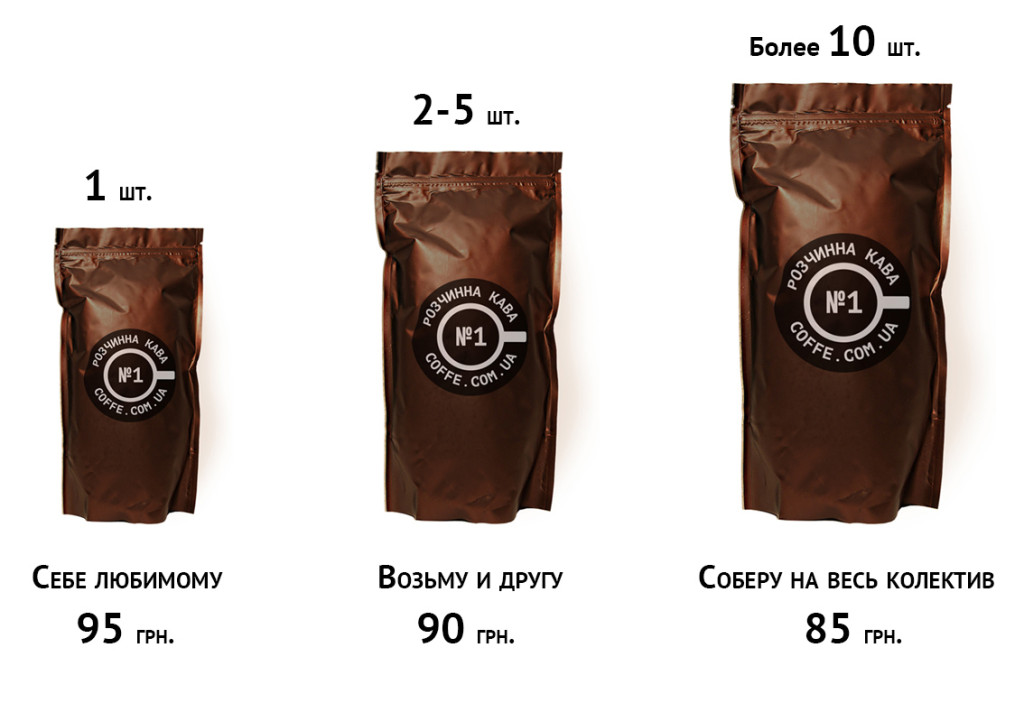 1 шт.
РОЗЧИННА КАВА
№1
COFFE.COM.UA
Себе любимому
95 грн.
2-5 шт.
РОЗЧИННА КАВА
№1
COFFE.COM.UA
Возьму и другу
90 грн.
Более 10 шт.
РОЗЧИННА КАВА
№1
COFFE.COM.UA
Соберу на весь колектив
85 грн.